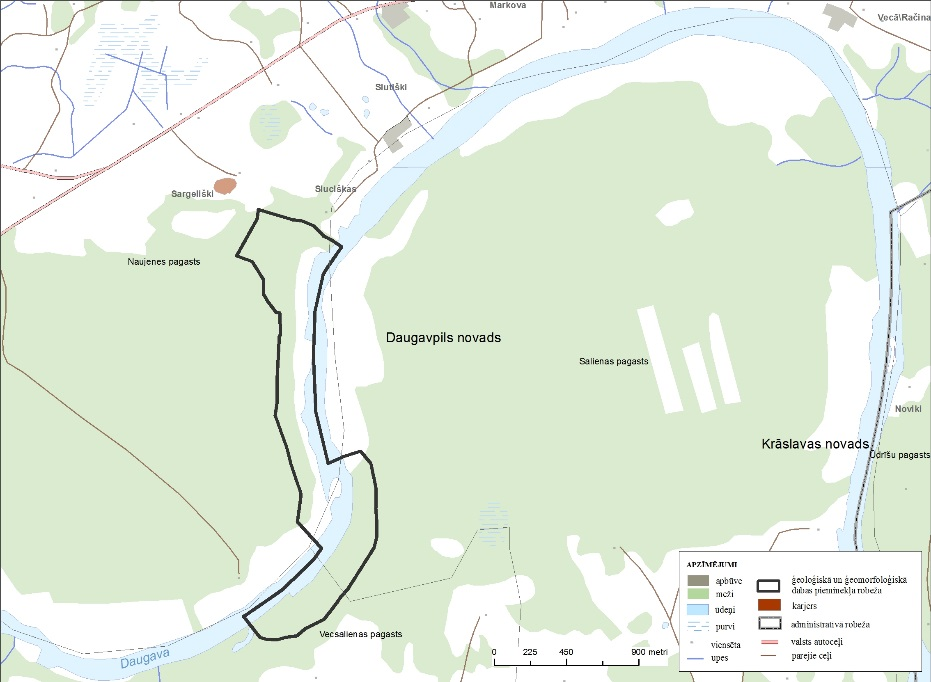 Markova
Vecā\Račina
Slutiški
Slucišķas
Sargeliški
Naujenes pagasts
Daugavpils novads
Salienas pagasts
Noviki
Krāslavas novads
Ūdrīšu pagasts
Vecsalienas pagasts
Daugava
0 225 450 900 metri
APZĪMĒJUMI
apbūve
meži
ūdeņi
purvi
viensēta
upes
ģeoloģiskā un ģeomorfoloģiskā
dabas pieminekļa robeža
karjers
administratīvā robeža
valsts autoceļi
pārējie ceļi